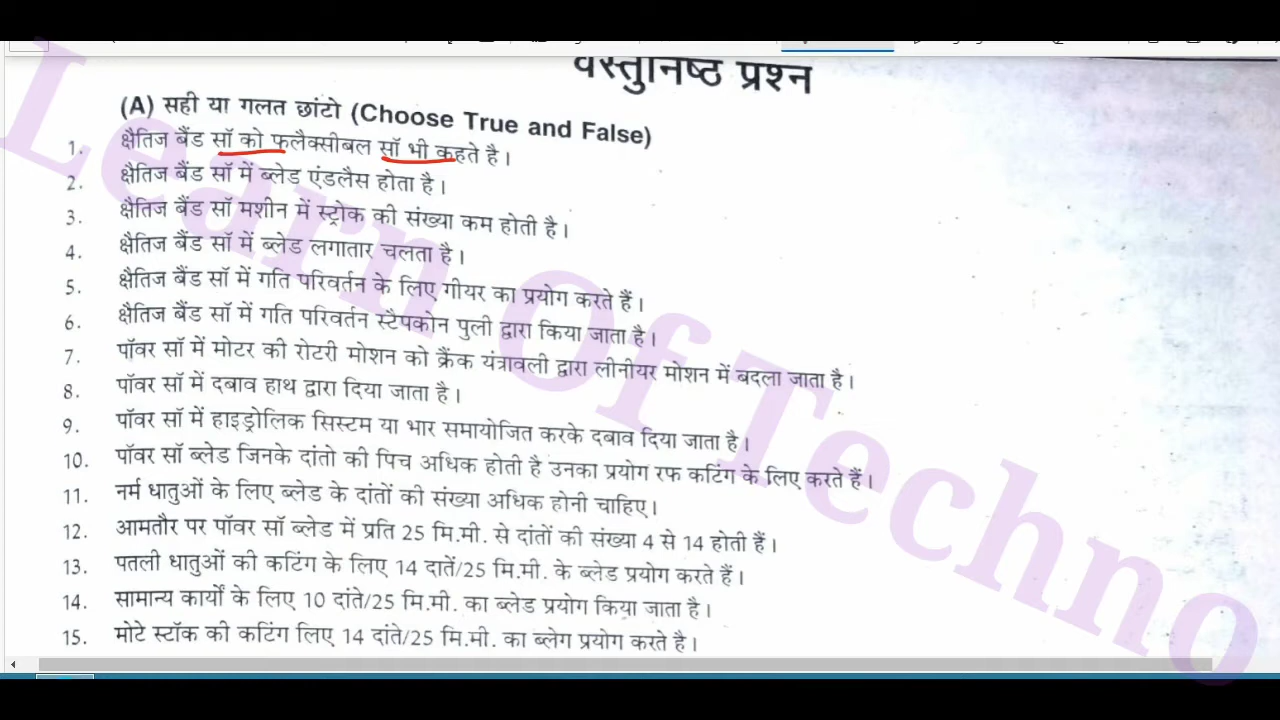 वस्तुनिष्ठ प्रश्न
(A) सही या गलत छांटो (Choose True and False)
1. क्षैतिज बैंड सॉ को फलैक्सीबल सॉ भी कहते है।
2. क्षैतिज बैंड सॉ में ब्लेड एंडलैस होता है।
3. क्षैतिज बैंड सॉ मशीन में स्ट्रोक की संख्या कम होती है।
4. क्षैतिज बैंड सॉ में ब्लेड लगातार चलता है।
5. क्षैतिज बैंड सॉ में गति परिवर्तन के लिए गीयर का प्रयोग करते हैं।
6. क्षैतिज बैंड सॉ में गति परिवर्तन स्टैपकोन पुली द्वारा किया जाता है।
7. पॉवर सॉ में मोटर की रोटरी मोशन को क्रैंक यंत्रावली द्वारा लीनीयर मोशन में बदला जाता है।
8. पॉवर सॉ में दबाव हाथ द्वारा दिया जाता है।
9. पॉवर सॉ में हाइड्रोलिक सिस्टम या भार समायोजित करके दबाव दिया जाता है।
10. पॉवर सॉ ब्लेड जिनके दांतो की पिच अधिक होती है उनका प्रयोग रफ कटिंग के लिए करते हैं।
11. नर्म धातुओं के लिए ब्लेड के दांतों की संख्या अधिक होनी चाहिए।
12. आमतौर पर पॉवर सॉ ब्लेड में प्रति 25 मि.मी. से दांतों की संख्या 4 से 14 होती हैं।
13. पतली धातुओं की कटिंग के लिए 14 दातें/25 मि.मी. के ब्लेड प्रयोग करते हैं।
14. सामान्य कार्यों के लिए 10 दांते/25 मि.मी. का ब्लेड प्रयोग किया जाता है।
15. मोटे स्टॉक की कटिंग लिए 14 दांते/25 मि.मी. का ब्लेग प्रयोग करते है।
Learn Of Techno